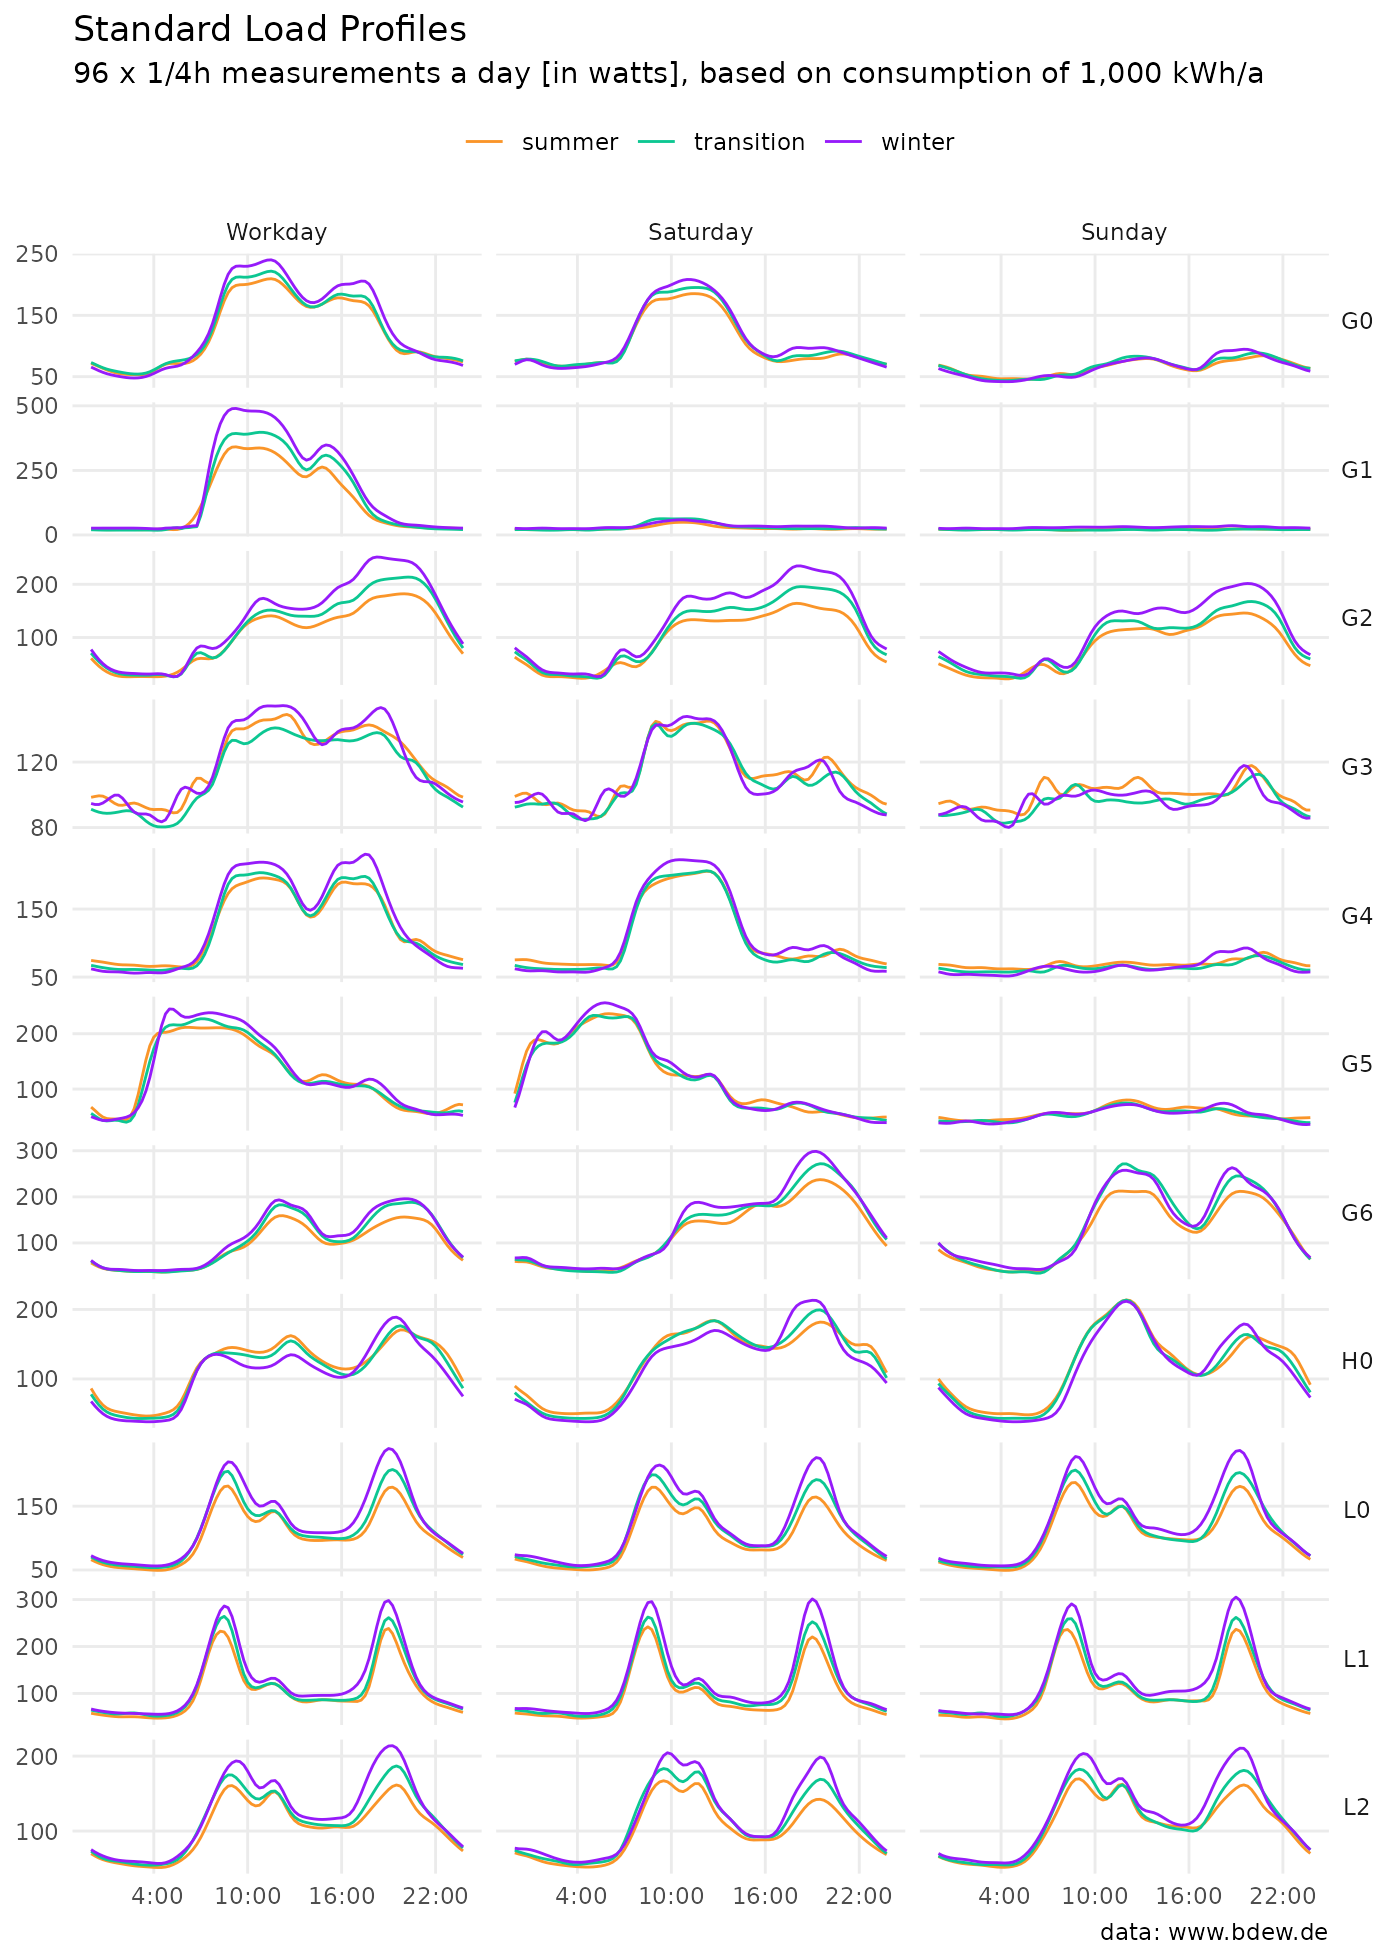 Standard Load Profiles
96 x 1/4h measurements a day [in watts], based on consumption of 1,000 kWh/a
summer transition winter
Workday Saturday Sunday
250
150
50
G0
500
250
0
G1
200
100
G2
120
80
G3
150
50
G4
200
100
G5
300
200
100
G6
200
100
H0
150
50
L0
300
200
100
L1
200
100
L2
4:00 10:00 16:00 22:00 4:00 10:00 16:00 22:00 4:00 10:00 16:00 22:00
data: www.bdew.de